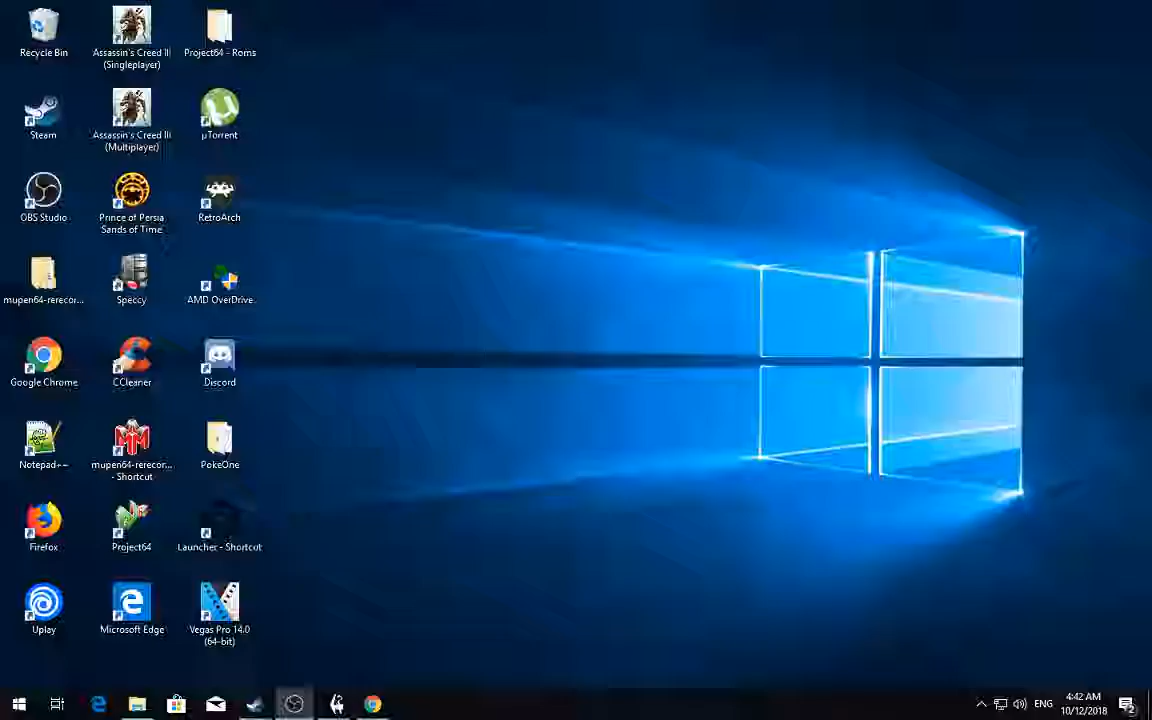 Recycle Bin
Assassin's Creed III
(Singleplayer)
Project64 - Roms
Steam
Assassin's Creed III
(Multiplayer)
µTorrent
OBS Studio
Prince of Persia
Sands of Time
RetroArch
mupen64-rerecor...
Speccy
AMD OverDrive
Google Chrome
CCleaner
Discord
Notepad++
mupen64-rerecor...
- Shortcut
PokeOne
Firefox
Project64
Launcher - Shortcut
Uplay
Microsoft Edge
Vegas Pro 14.0
(64-bit)
ENG
4:42 AM
10/12/2018
2